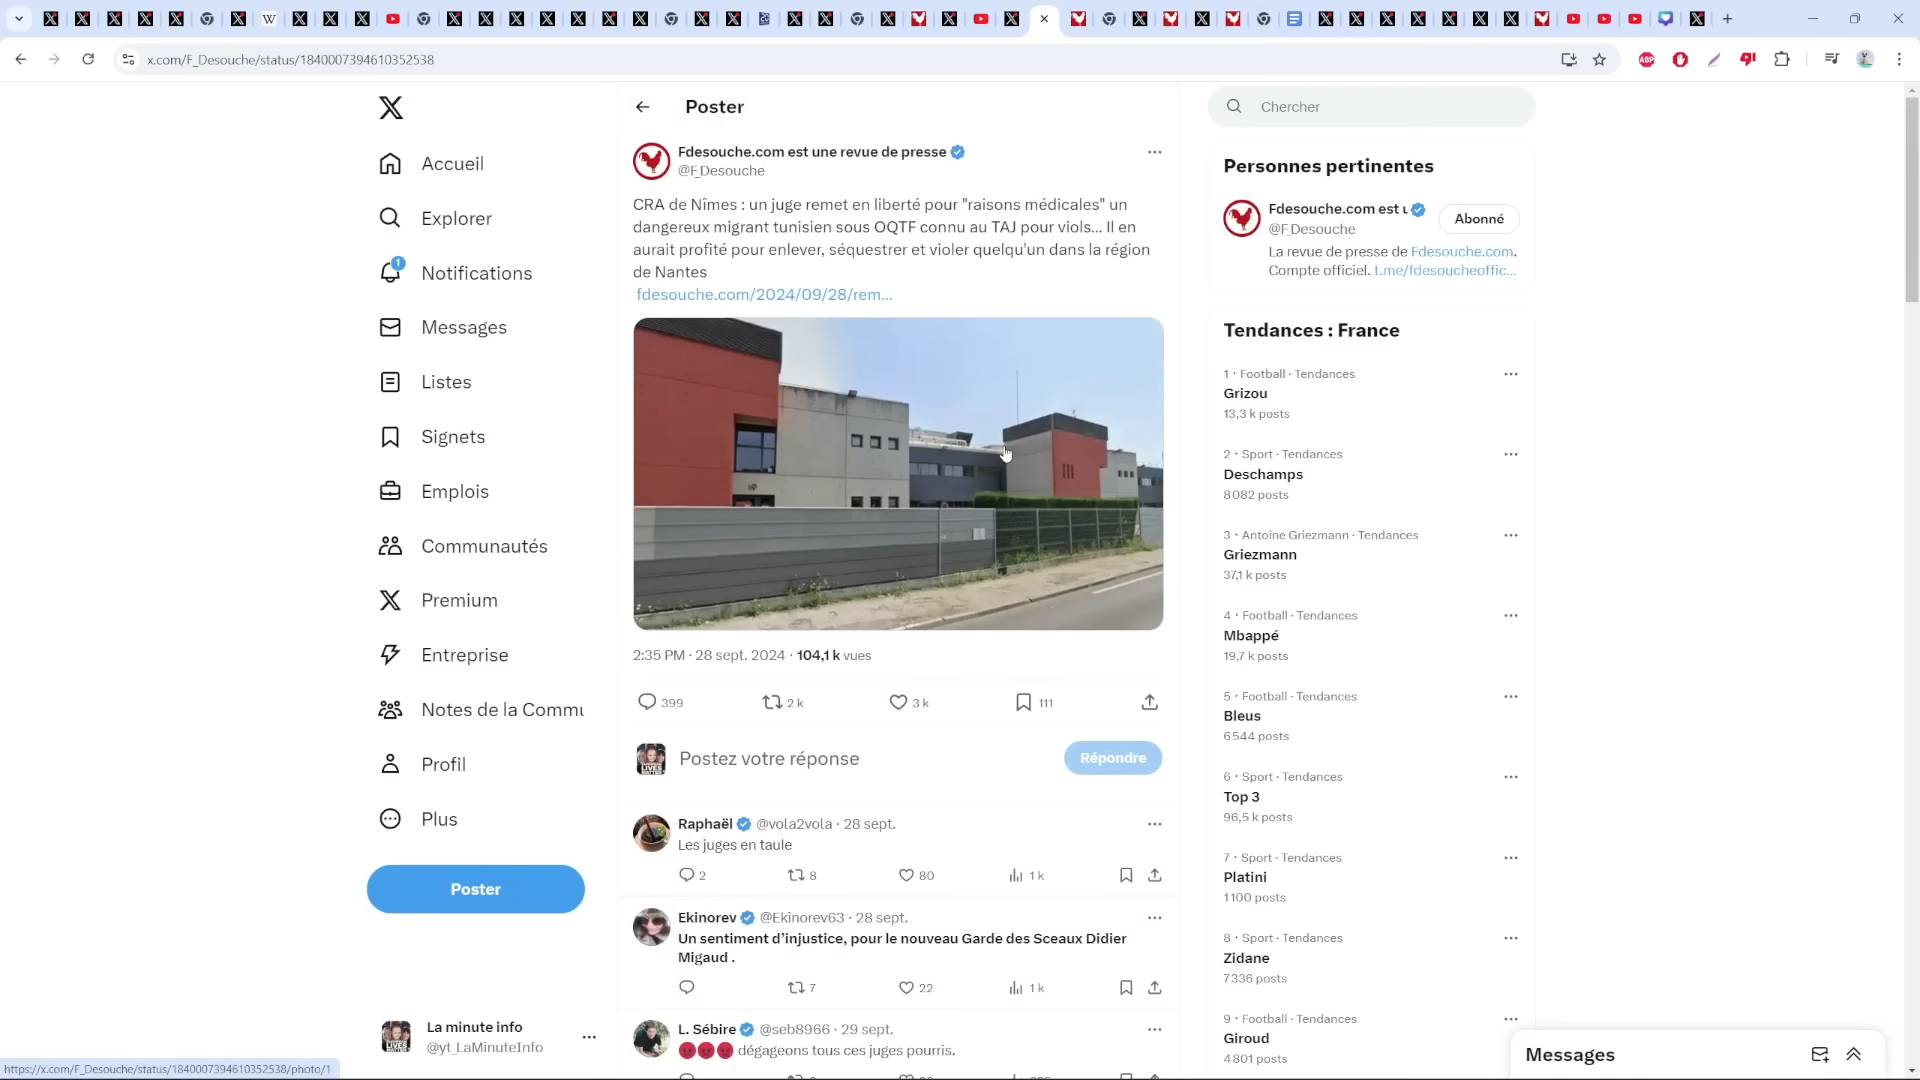 x.com/F_Desouche/status/1840007394610352538
ABP
Accueil
Explorer
1
Notifications
Messages
Listes
Signets
Emplois
Communautés
Premium
Entreprise
Notes de la Commu
Profil
Plus
Poster
La minute info
@yt_LaMinuteInfo
https://x.com/F_Desouche/status/1840007394610352538/photo/1
Poster
Fdesouche.com est une revue de presse
@F_Desouche
CRA de Nîmes : un juge remet en liberté pour "raisons médicales" un
dangereux migrant tunisien sous OQTF connu au TAJ pour viols... Il en
aurait profité pour enlever, séquestrer et violer quelqu'un dans la région
de Nantes
fdesouche.com/2024/09/28/rem...
2:35 PM · 28 sept. 2024 · 104,1 k vues
399
2 k
3 k
111
Postez votre réponse
Répondre
Raphaël @vola2vola · 28 sept.
Les juges en taule
2
8
80
1 k
Ekinorev @Ekinorev63 · 28 sept.
Un sentiment d'injustice, pour le nouveau Garde des Sceaux Didier
Migaud .
7
22
1 k
L. Sébire @seb8966 · 29 sept.
dégageons tous ces juges pourris.
Chercher
Personnes pertinentes
Fdesouche.com est u
@F_Desouche
Abonné
La revue de presse de Fdesouche.com.
Compte officiel. t.me/fdesoucheoffic...
Tendances : France
1 · Football · Tendances
Grizou
13,3 k posts
2 · Sport · Tendances
Deschamps
8 082 posts
3 · Antoine Griezmann · Tendances
Griezmann
37,1 k posts
4 · Football · Tendances
Mbappé
19,7 k posts
5 · Football · Tendances
Bleus
6 544 posts
6 · Sport · Tendances
Top 3
96,5 k posts
7 · Sport · Tendances
Platini
1 100 posts
8 · Sport · Tendances
Zidane
7 336 posts
9 · Football · Tendances
Giroud
4 801 posts
Messages